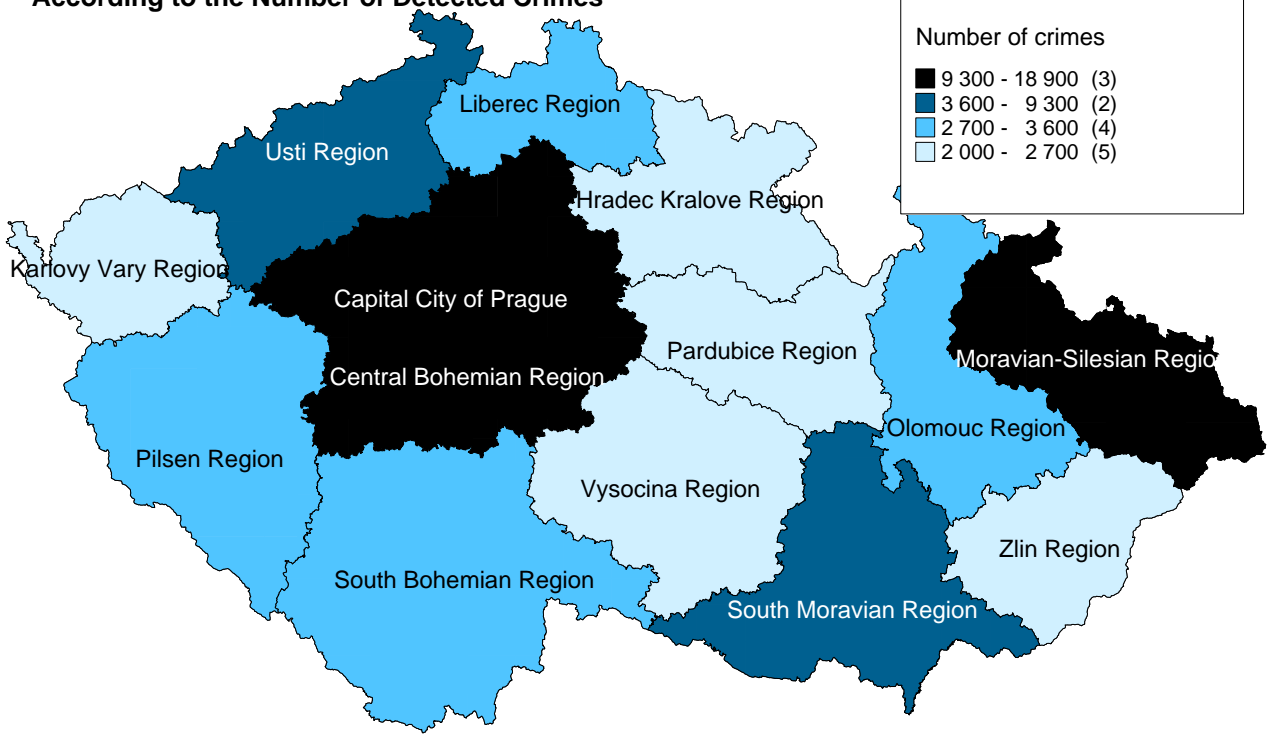 According to the Number of Detected Crimes
Number of crimes
9 300 - 18 900 (3)
3 600 - 9 300 (2)
2 700 - 3 600 (4)
2 000 - 2 700 (5)
Liberec Region
Usti Region
Hradec Kralove Region
Karlovy Vary Region
Capital City of Prague
Pardubice Region
Moravian-Silesian Regio
Central Bohemian Region
Olomouc Region
Pilsen Region
Vysocina Region
Zlin Region
South Bohemian Region
South Moravian Region